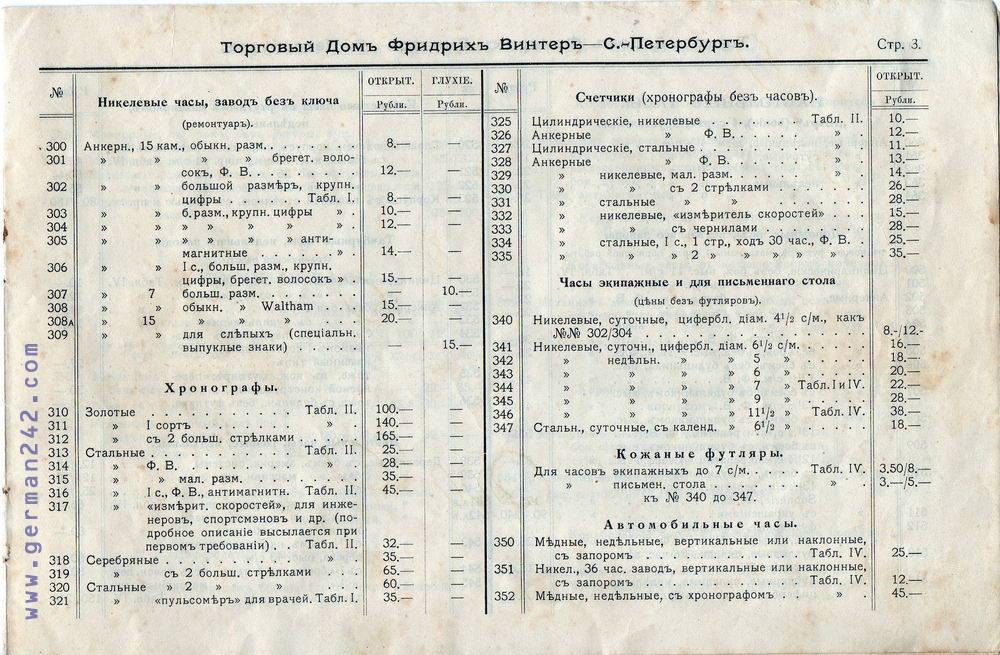 Торговый Домъ Фридрихъ Винтеръ—С.-Петербургъ.
Стр. 3.
№
Никелевые часы, заводъ безъ ключа
(ремонтуаръ).
ОТКРЫТ.
Рубли.
ГЛУХІЕ.
Рубли.
300 Анкерн., 15 кам., обыкн. разм. . . . . . . . 8.— —
301 » » » » брегет. воло-
сокъ, Ф. В. . . . . . . . . 12.— —
302 » » большой размѣръ, крупн.
цифры . . . . . . Табл. I. 8.— —
303 » » б. разм., крупн. цифры » . 10.— —
304 » » » » » » . 12.— —
305 » » » » » » анти-
магнитные . . . . . . . » . 14.— —
306 » » I с., больш. разм., крупн.
цифры, брегет. волосокъ » 15.— —
307 » 7 больш. разм. . . . . . . . . — 10.—
308 » » обыкн. » Waltham . . . 15.— —
308А » 15 » » » . . . 20.— —
309 » » для слѣпыхъ (спеціальн.
выпуклые знаки) . . . . . . — 15.—
Хронографы.
310 Золотые . . . . . . . . . . Табл. II. 100.— —
311 » I сортъ . . . . . . . . » . 140.— —
312 » съ 2 больш. стрѣлками . . . . . 165.— —
313 Стальные . . . . . . . . . Табл. II. 25.— —
314 » Ф. В. . . . . . . . . . » . 28.— —
315 » » мал. разм. . . . . . . . . 35.— —
316 » I с., Ф. В., антимагнитн. Табл. II. 45.— —
317 » «измѣрит. скоростей», для инже-
неровъ, спортсмэновъ и др. (по-
дробное описаніе высылается при
первомъ требованіи) . . Табл. II. 32.— —
318 Серебряные . . . . . . . . . » . 35.— —
319 » съ 2 больш. стрѣлками . . . 65.— —
320 Стальные » 2 » » . . . 60.— —
321 » «пульсомѣръ» для врачей. Табл. I. 35.— —
№
Счетчики (хронографы безъ часовъ).
ОТКРЫТ.
Рубли.
325 Цилиндрическіе, никелевые . . . . . Табл. II. 10.—
326 Анкерные » Ф. В. . . . . . . » . 12.—
327 Цилиндрическіе, стальные . . . . . . . » . 11.—
328 Анкерные » Ф. В. . . . . . . » . 13.—
329 » никелевые, мал. разм. . . . . . . » . 14.—
330 » » съ 2 стрѣлками . . . . . . 26.—
331 » стальные » » . . . . . . 28.—
332 » никелевые, «измѣритель скоростей» . . . 15.—
333 » » съ чернилами . . . . . . . 28.—
334 » стальные, I с., 1 стр., ходъ 30 час., Ф. В. . 25.—
335 » » » 2 » » » » » . 35.—
Часы экипажные и для письменнаго стола
(цѣны безъ футляровъ).
340 Никелевые, суточные, цифербл. діам. 4¹/₂ с/м., какъ
№№ 302/304 . . . . . . . . . . . . . . 8.-/12.-
341 Никелевые, суточн., цифербл. діам. 6¹/₂ с/м. . . . . . 16.—
342 » недѣльн. » » 5 » . . . . . 18.—
343 » » » » 6 » . . . . . 20.—
344 » » » » 7 » Табл. I и IV. 22.—
345 » » » » 9 » . . . . . 28.—
346 » » » » 11¹/₂ » Табл. IV. 38.—
347 Стальн., суточные, съ календ. » 6¹/₂ » . . . . . 18.—
Кожаные футляры.
Для часовъ экипажныхъ до 7 с/м. . . . . . Табл. IV. 3,50/8.—
» » письмен. стола . . . . . . . . . . . 3.—/5.—
къ № 340 до 347.
Автомобильные часы.
350 Мѣдные, недѣльные, вертикальные или наклонные,
съ запоромъ . . . . . . . . . . . Табл. IV. 25.—
351 Никел., 36 час. заводъ, вертикальные или наклонные,
съ запоромъ . . . . . . . . . . . Табл. IV. 12.—
352 Мѣдные, недѣльные, съ хронографомъ . . » . 45.—
www.german242.com